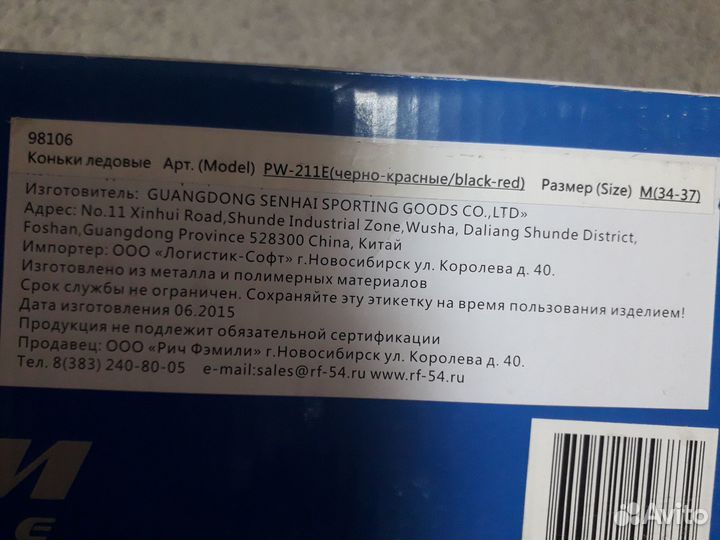 98106
Коньки ледовые Арт. (Model) PW-211E(черно-красные/black-red) Размер (Size) M(34-37)
Изготовитель: GUANGDONG SENHAI SPORTING GOODS CO.,LTD»
Адрес: No.11 Xinhui Road,Shunde Industrial Zone,Wusha, Daliang Shunde District,
Foshan,Guangdong Province 528300 China, Китай
Импортер: ООО «Логистик-Софт» г.Новосибирск ул. Королева д. 40.
Изготовлено из металла и полимерных материалов
Срок службы не ограничен. Сохраняйте эту этикетку на время пользования изделием!
Дата изготовления 06.2015
Продукция не подлежит обязательной сертификации
Продавец: ООО «Рич Фэмили» г.Новосибирск ул. Королева д. 40.
Тел. 8(383) 240-80-05 e-mail:sales@rf-54.ru www.rf-54.ru
E
Avito